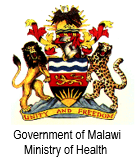 UNITY AND FREEDOM
Government of Malawi
Ministry of Health